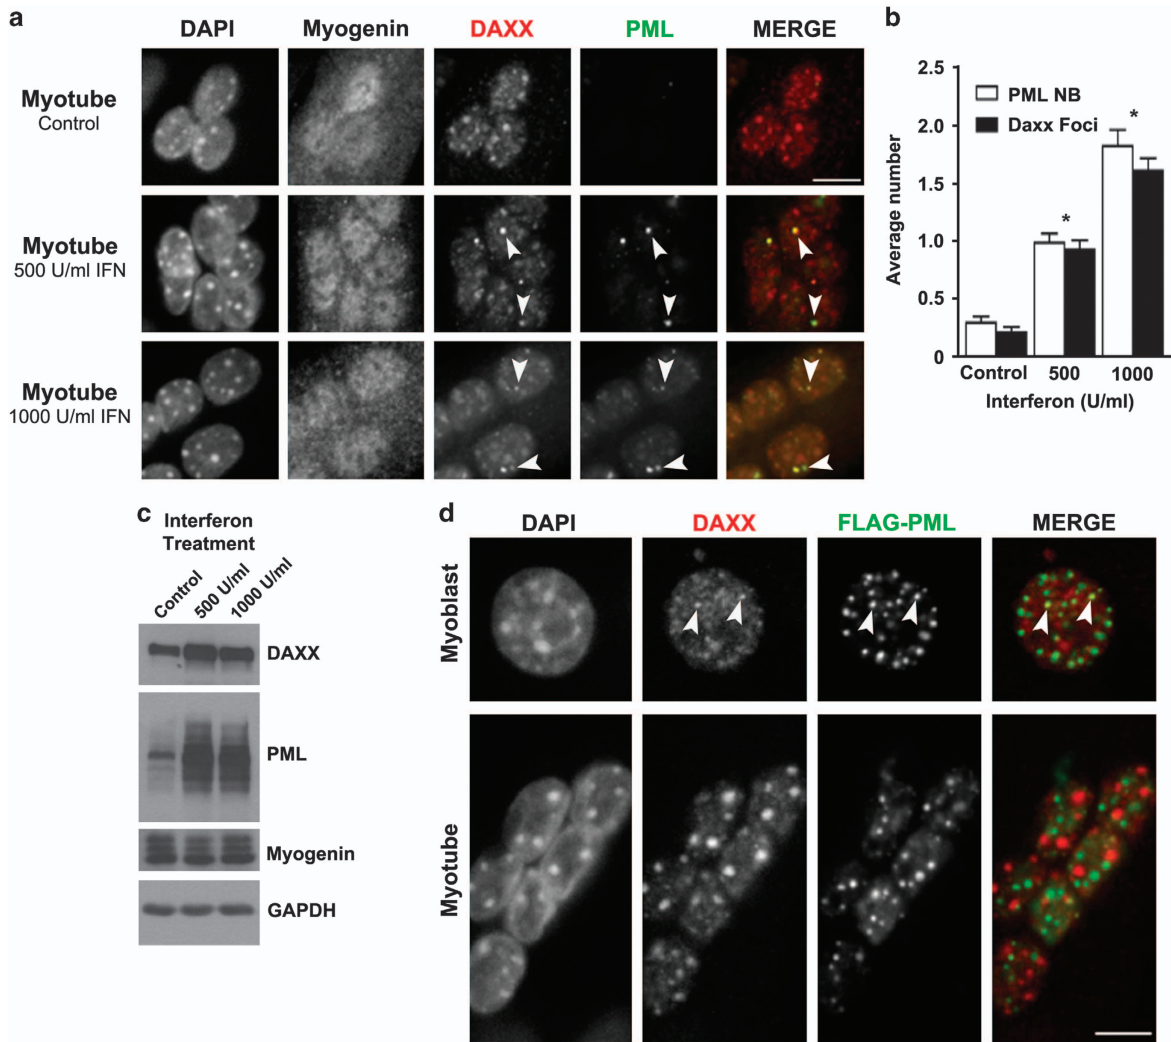 a
DAPI Myogenin DAXX PML MERGE
Myotube
Control
Myotube
500 U/ml IFN
Myotube
1000 U/ml IFN
b
2.5
2.0
1.5
1.0
0.5
0
Average number
PML NB
Daxx Foci
*
*
Control 500 1000
Interferon (U/ml)
c
Interferon
Treatment
Control 500 U/ml 1000 U/ml
DAXX
PML
Myogenin
GAPDH
d
DAPI DAXX FLAG-PML MERGE
Myoblast
Myotube